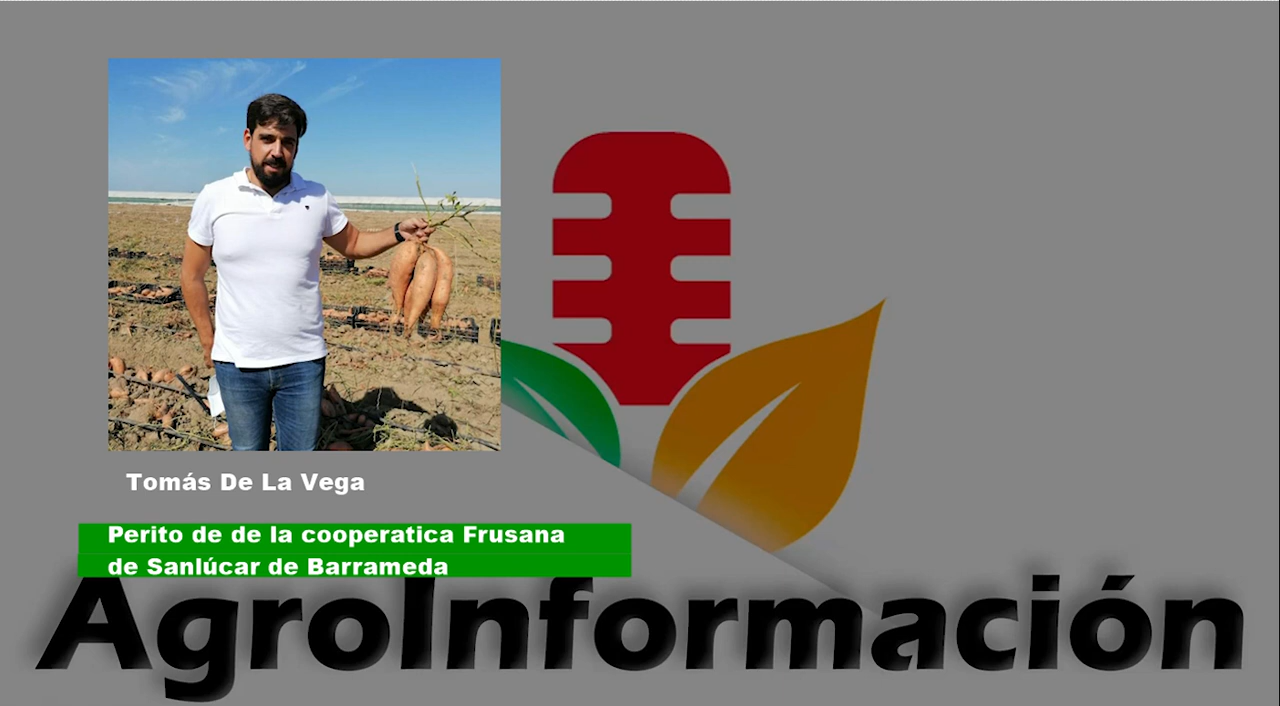 Tomás De La Vega
Perito de de la cooperatica Frusana
de Sanlúcar de Barrameda
AgroInformación